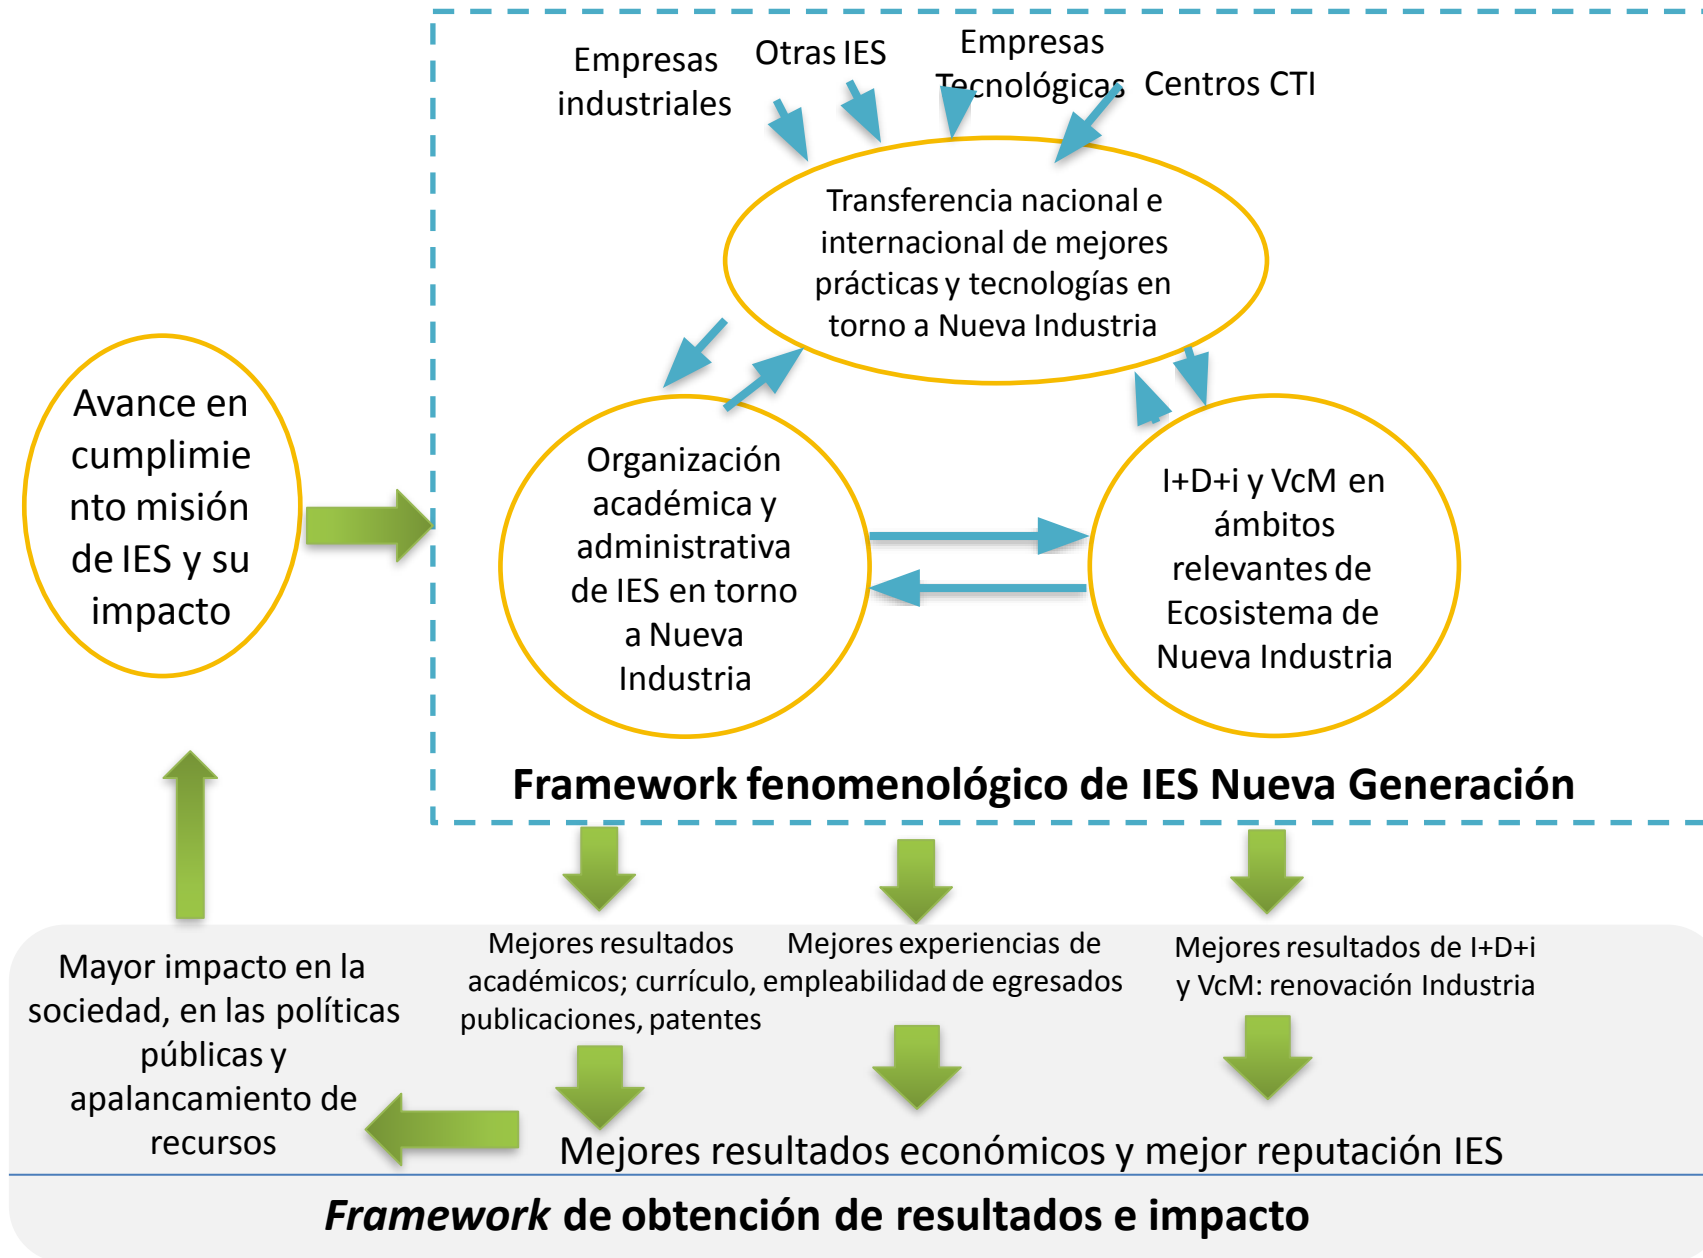 Empresas
industriales
Otras IES
Empresas
Tecnológicas
Centros CTI
Transferencia nacional e
internacional de mejores
prácticas y tecnologías en
torno a Nueva Industria
Avance en
cumplimie
nto misión
de IES y su
impacto
Organización
académica y
administrativa
de IES en torno
a Nueva
Industria
I+D+i y VcM en
ámbitos
relevantes de
Ecosistema de
Nueva Industria
Framework fenomenológico de IES Nueva Generación
Mayor impacto en la
sociedad, en las políticas
públicas y
apalancamiento de
recursos
Mejores resultados
académicos; currículo,
publicaciones, patentes
Mejores experiencias de
empleabilidad de egresados
Mejores resultados de I+D+i
y VcM: renovación Industria
Mejores resultados económicos y mejor reputación IES
Framework de obtención de resultados e impacto